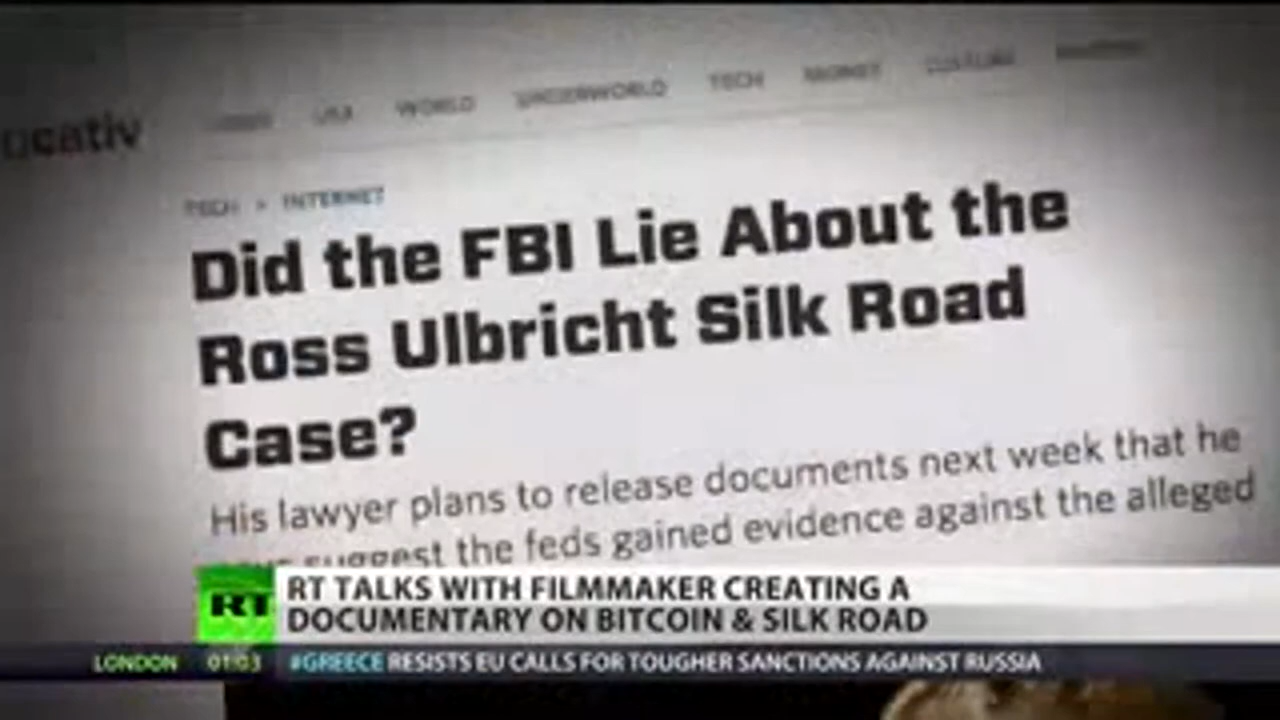 ucativ
USA WORLD UNDERWORLD TECH MONEY CULTURE
TECH > INTERNET
Did the FBI Lie About the
Ross Ulbricht Silk Road
Case?
His lawyer plans to release documents next week that he
suggest the feds gained evidence against the alleged
RT RT TALKS WITH FILMMAKER CREATING A
DOCUMENTARY ON BITCOIN & SILK ROAD
LONDON 01:03 #GREECE RESISTS EU CALLS FOR TOUGHER SANCTIONS AGAINST RUSSIA